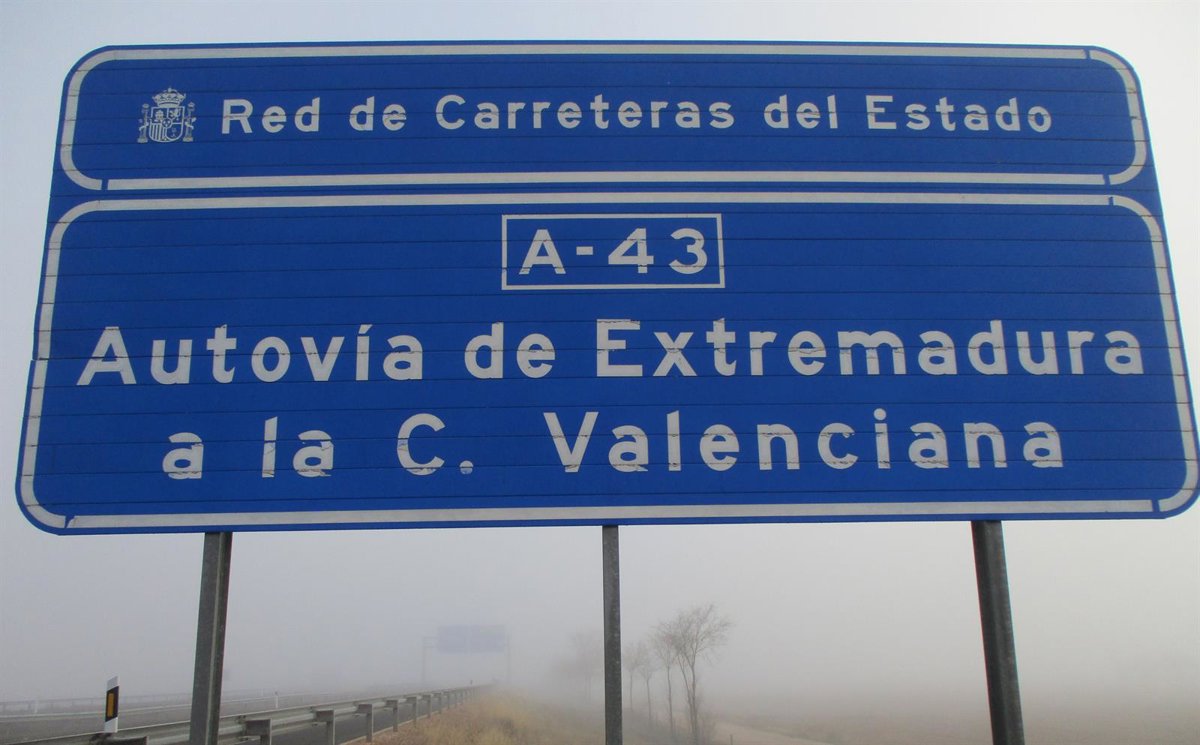 Red de Carreteras del Estado
A-43
Autovía de Extremadura
a la C. Valenciana